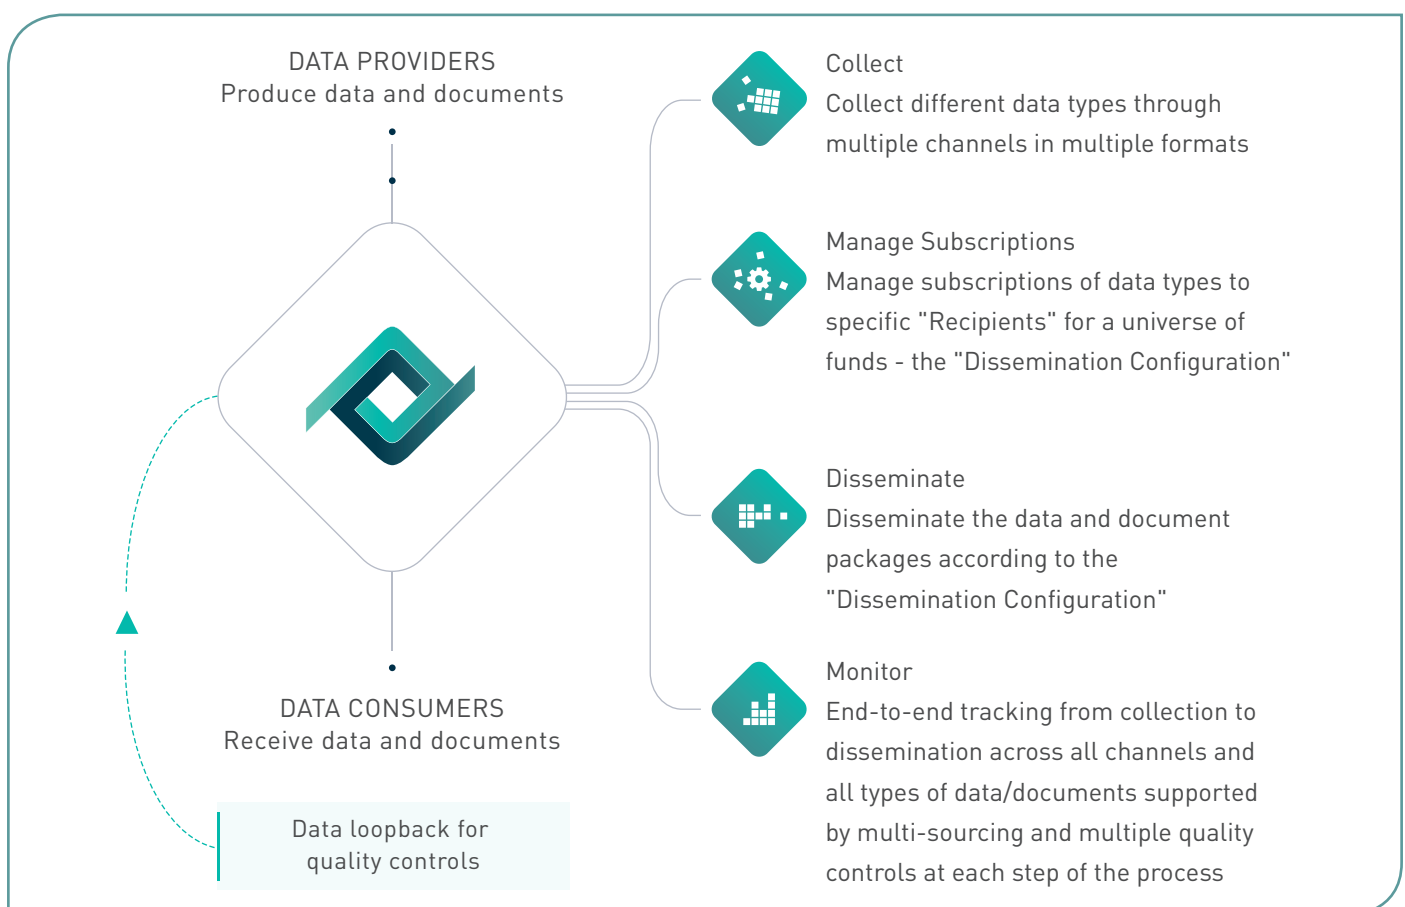 DATA PROVIDERS
Produce data and documents
DATA CONSUMERS
Receive data and documents
Data loopback for
quality controls
Collect
Collect different data types through
multiple channels in multiple formats
Manage Subscriptions
Manage subscriptions of data types to
specific "Recipients" for a universe of
funds - the "Dissemination Configuration"
Disseminate
Disseminate the data and document
packages according to the
"Dissemination Configuration"
Monitor
End-to-end tracking from collection to
dissemination across all channels and
all types of data/documents supported
by multi-sourcing and multiple quality
controls at each step of the process